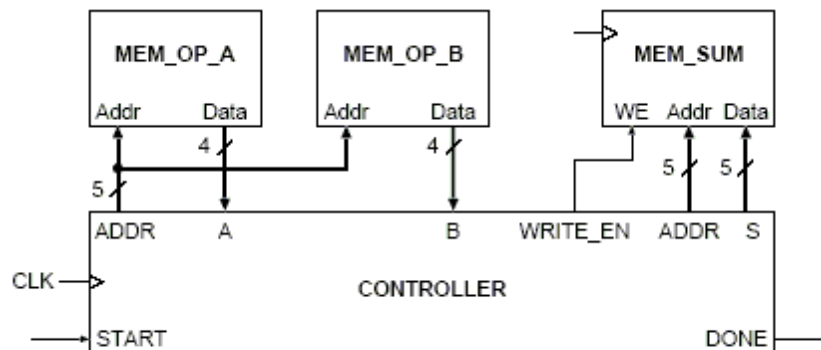 MEM_OP_A MEM_OP_B MEM_SUM
Addr Data Addr Data WE Addr Data
4 4
5 5 5
ADDR A B WRITE_EN ADDR S
CLK
CONTROLLER
START DONE